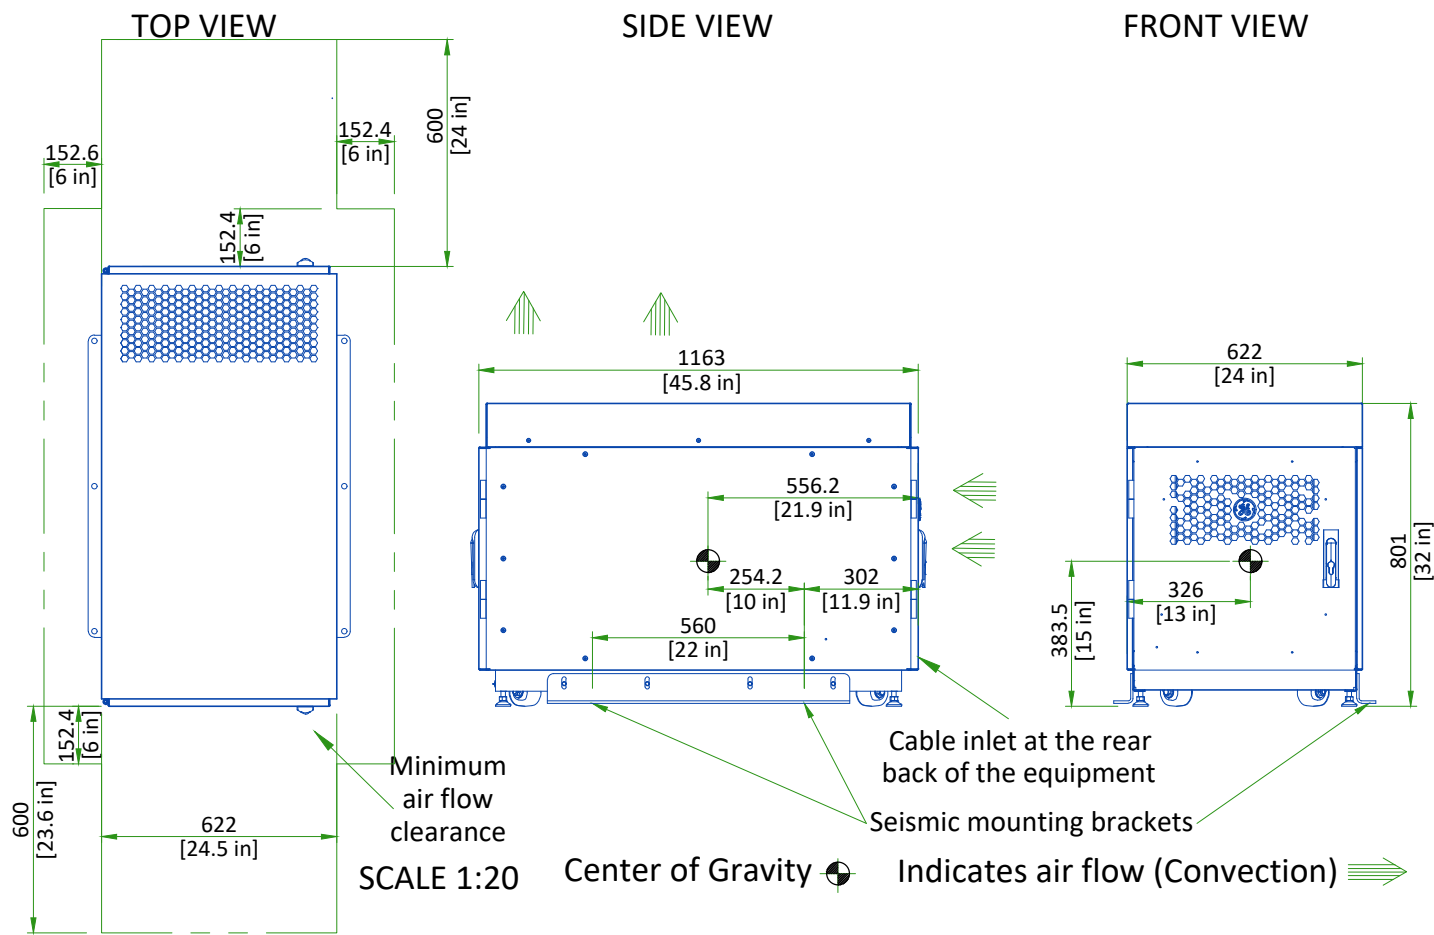 TOP VIEW
SIDE VIEW
FRONT VIEW
600
[24 in]
152.4
[6 in]
152.6
[6 in]
152.4
[6 in]
1163
[45.8 in]
622
[24 in]
556.2
[21.9 in]
254.2
[10 in]
302
[11.9 in]
560
[22 in]
801
[32 in]
326
[13 in]
383.5
[15 in]
152.4
[6 in]
600
[23.6 in]
622
[24.5 in]
Minimum
air flow
clearance
Cable inlet at the rear
back of the equipment
Seismic mounting brackets
SCALE 1:20
Center of Gravity
Indicates air flow (Convection)